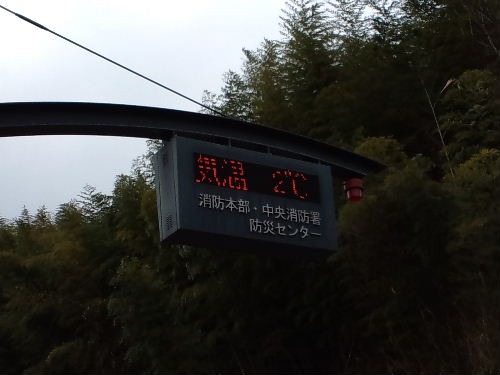 気温 2℃
消防本部・中央消防署
防災センター